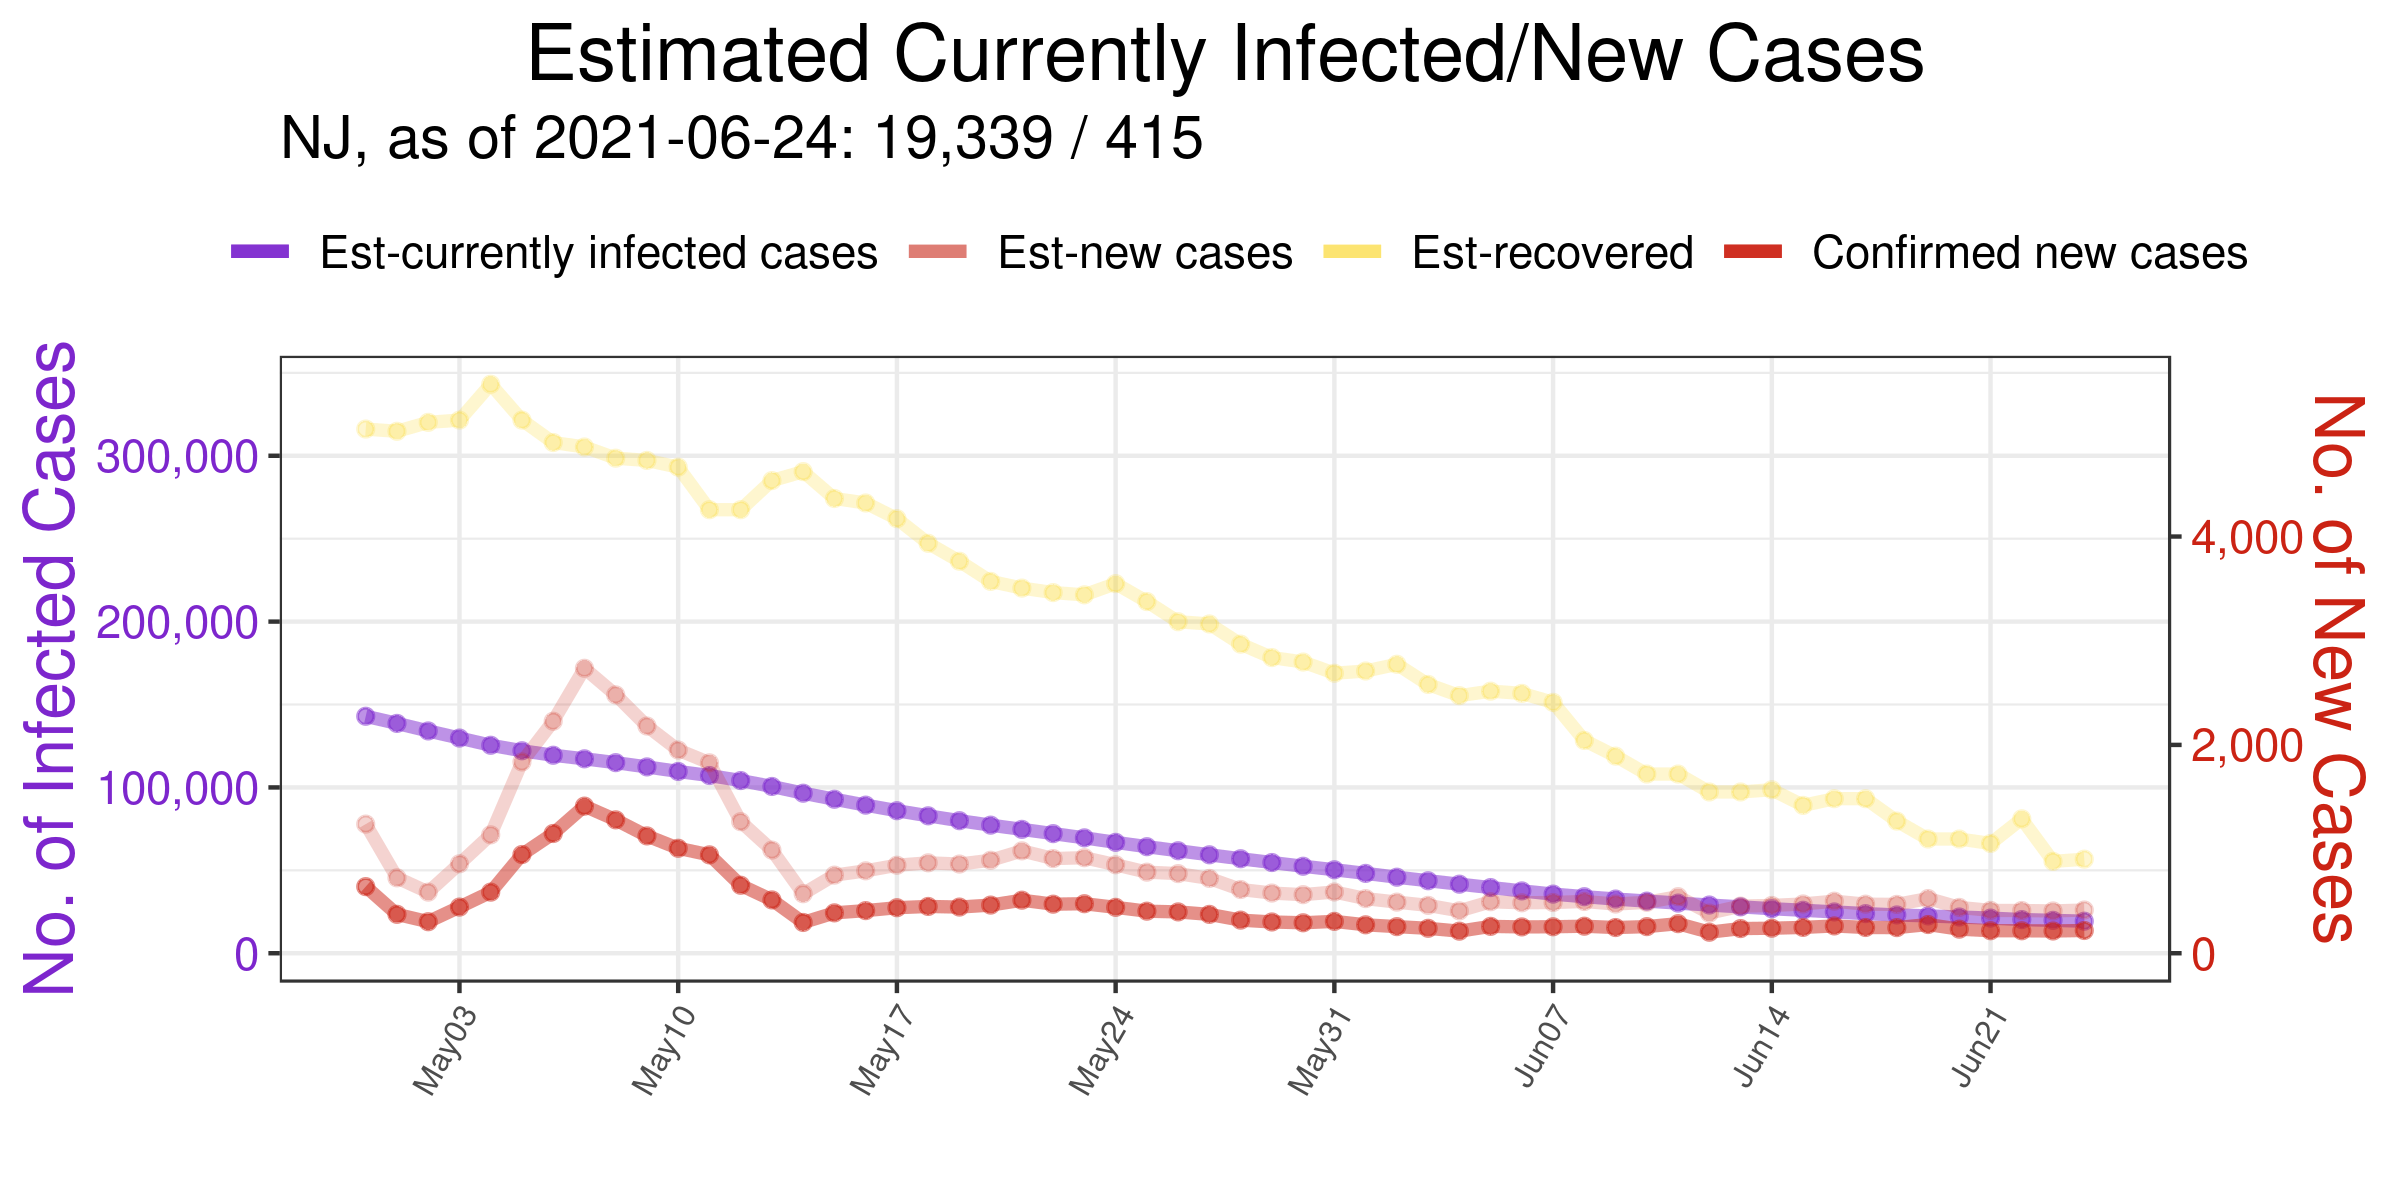 Estimated Currently Infected/New Cases
NJ, as of 2021-06-24: 19,339 / 415
Est-currently infected cases Est-new cases Est-recovered Confirmed new cases
No. of Infected Cases
300,000
200,000
100,000
0
4,000
2,000
0
No. of New Cases
May03 May10 May17 May24 May31 Jun07 Jun14 Jun21